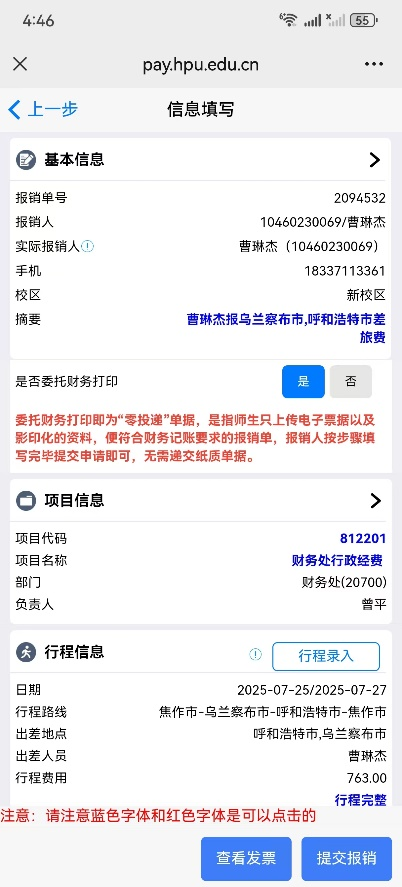 4:46
55
pay.hpu.edu.cn
上一步
信息填写
基本信息
报销单号 2094532
报销人 10460230069/曹琳杰
实际报销人 曹琳杰（10460230069）
手机 18337113361
校区 新校区
摘要 曹琳杰报乌兰察布市,呼和浩特市差
旅费
是否委托财务打印 是 否
委托财务打印即为“零投递”单据，是指师生只上传电子票据以及
影印化的资料，便符合财务记账要求的报销单，报销人按步骤填
写完毕提交申请即可，无需递交纸质单据。
项目信息
项目代码 812201
项目名称 财务处行政经费
部门 财务处(20700)
负责人 曾平
行程信息 行程录入
日期 2025-07-25/2025-07-27
行程路线 焦作市-乌兰察布市-呼和浩特市-焦作市
出差地点 呼和浩特市,乌兰察布市
出差人员 曹琳杰
行程费用 763.00
行程完整
注意：请注意蓝色字体和红色字体是可以点击的
查看发票 提交报销